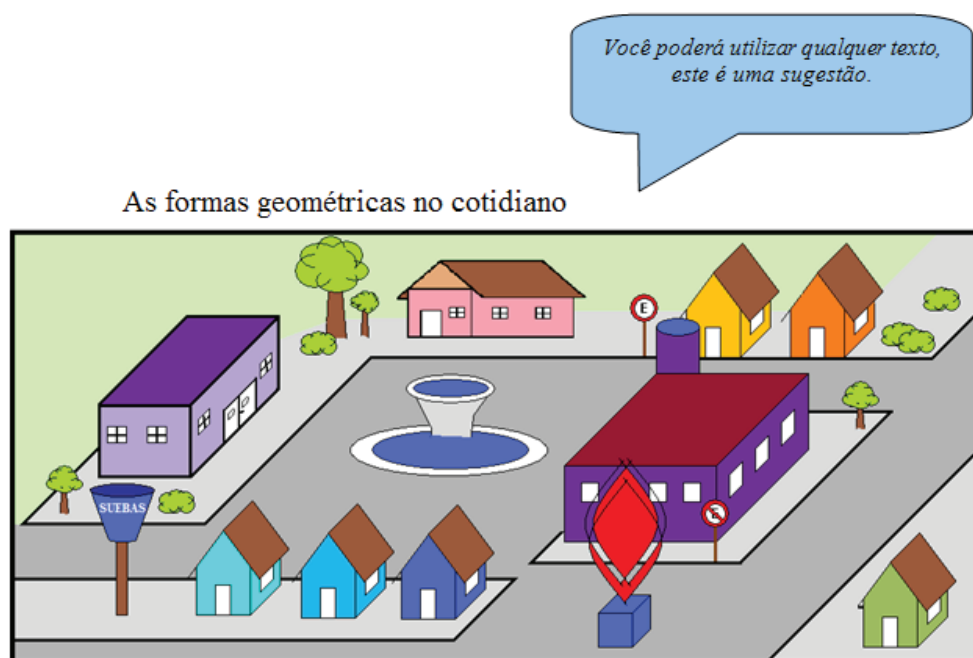 Você poderá utilizar qualquer texto,
este é uma sugestão.
As formas geométricas no cotidiano
E
SUEBAS
E